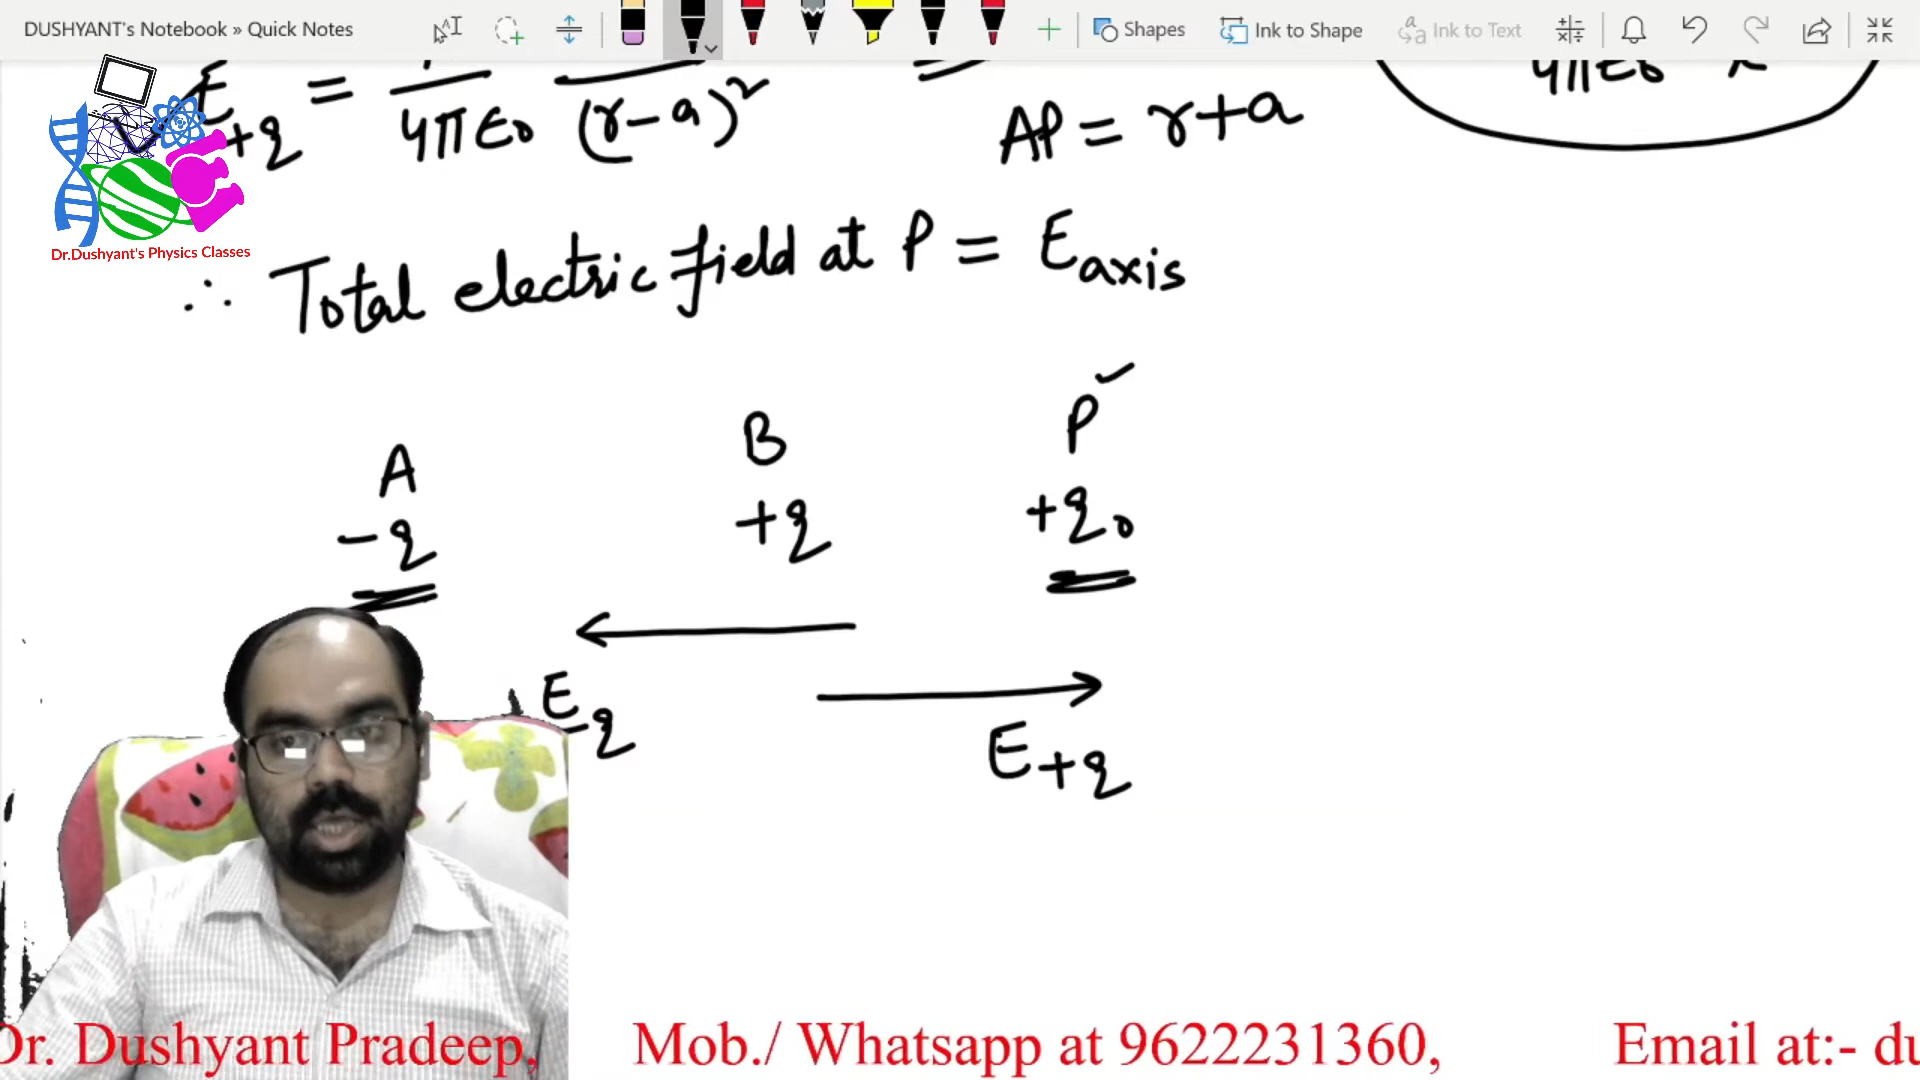 DUSHYANT's Notebook » Quick Notes
Shapes
Ink to Shape
Ink to Text
E+q = 4πε0 (r-a)²
AP = r+a
4πε0
Dr.Dushyant's Physics Classes
∴ Total electric field at P = Eaxis
A B P
-q +q +q0
E-q
E+q
Dr. Dushyant Pradeep, Mob./ Whatsapp at 9622231360, Email at:- du